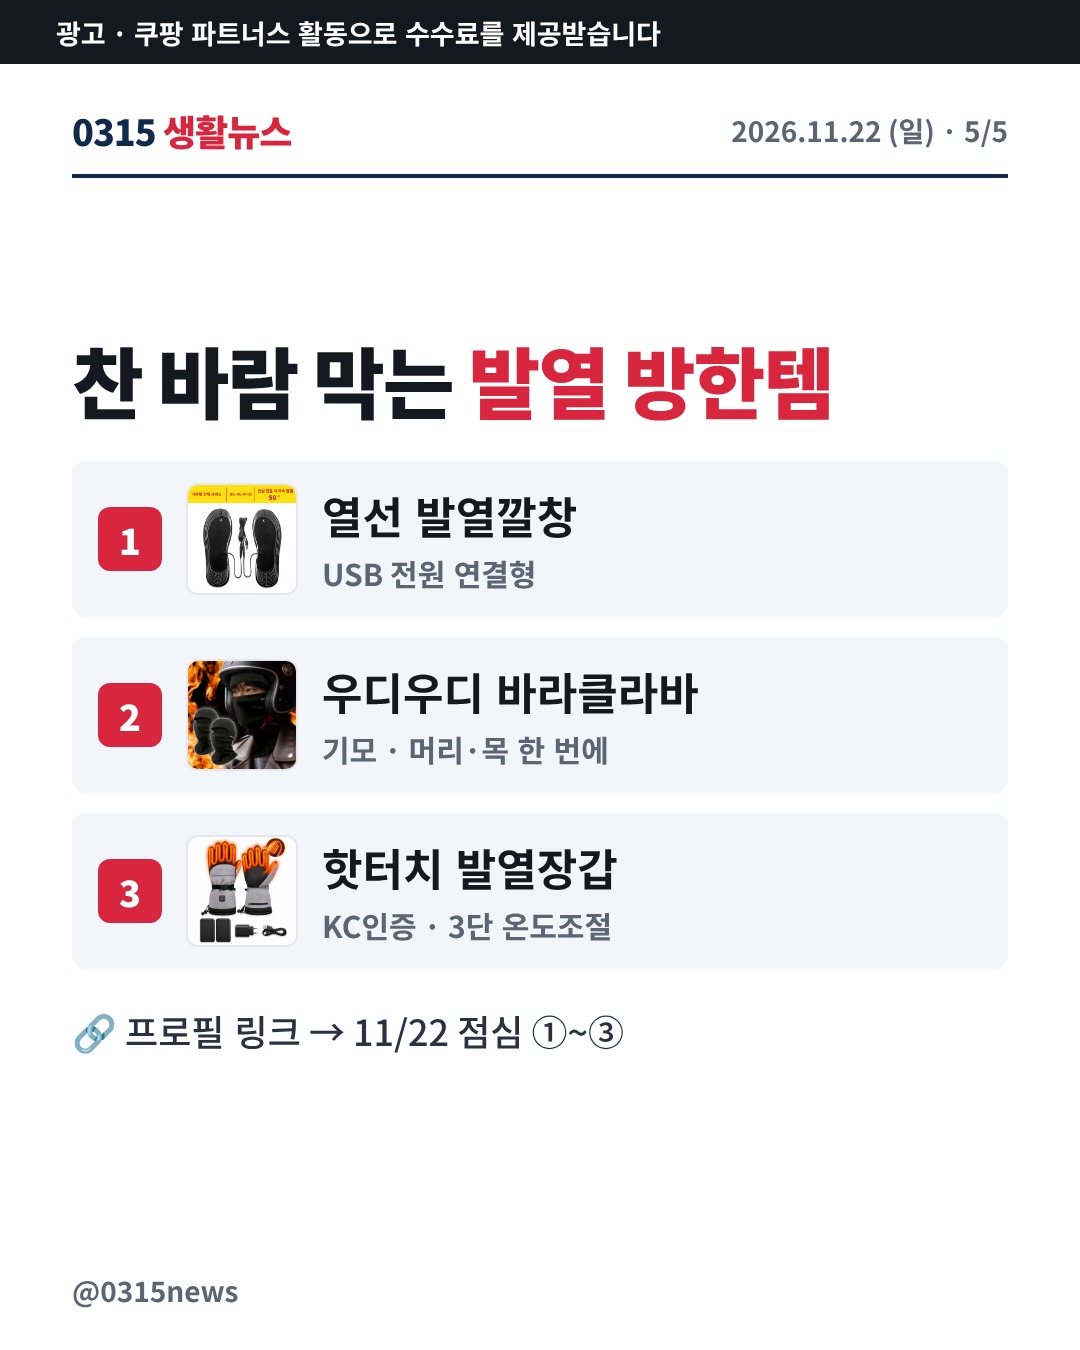 광고 · 쿠팡 파트너스 활동으로 수수료를 제공받습니다
0315 생활뉴스
2026.11.22 (일) · 5/5
찬 바람 막는 발열 방한템
1
열선 발열깔창
USB 전원 연결형
2
우디우디 바라클라바
기모 · 머리·목 한 번에
3
핫터치 발열장갑
KC인증 · 3단 온도조절
🔗 프로필 링크 → 11/22 점심 ①~③
@0315news